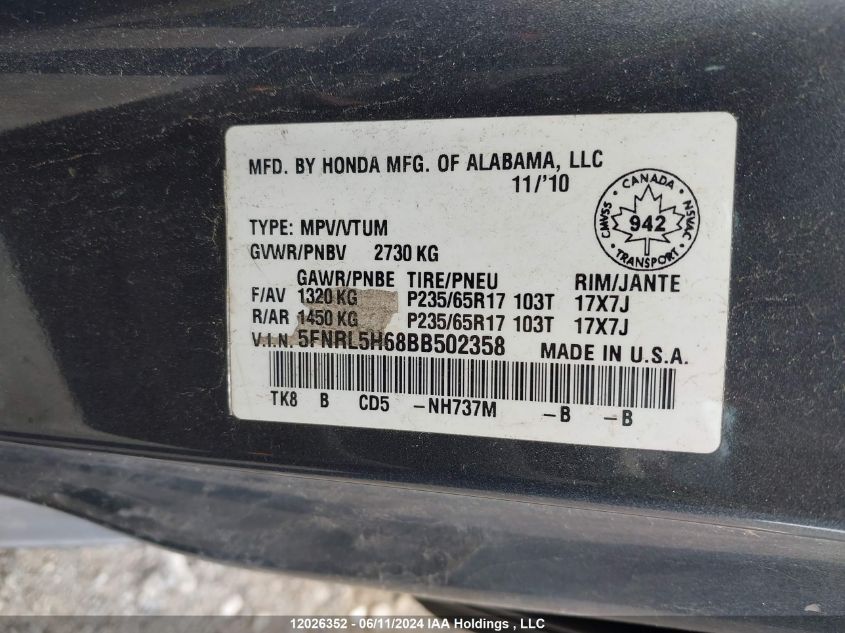 MFD. BY HONDA MFG. OF ALABAMA, LLC
11/'10
CANADA
CMVSS 942 NSVAC
TRANSPORT
TYPE: MPV/VTUM
GVWR/PNBV 2730 KG
GAWR/PNBE TIRE/PNEU RIM/JANTE
F/AV 1320 KG P235/65R17 103T 17X7J
R/AR 1450 KG P235/65R17 103T 17X7J
V.I.N. 5FNRL5H68BB502358 MADE IN U.S.A.
TK8 B CD5 -NH737M -B -B
12026352 - 06/11/2024 IAA Holdings, LLC